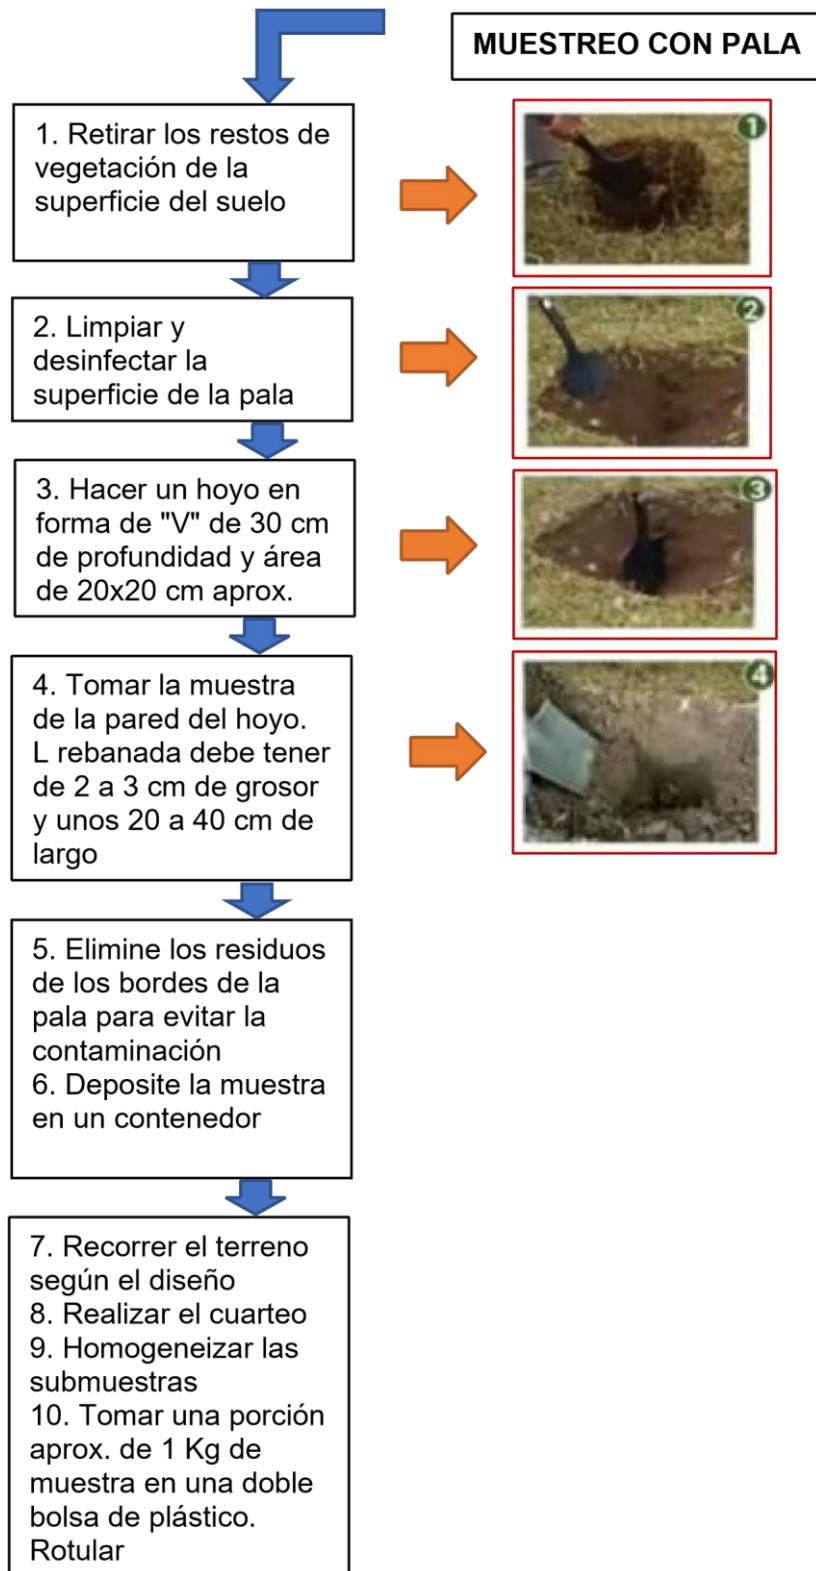 MUESTREO CON PALA
1. Retirar los restos de
vegetación de la
superficie del suelo
1
2. Limpiar y
desinfectar la
superficie de la pala
2
3. Hacer un hoyo en
forma de "V" de 30 cm
de profundidad y área
de 20x20 cm aprox.
3
4. Tomar la muestra
de la pared del hoyo.
L rebanada debe tener
de 2 a 3 cm de grosor
y unos 20 a 40 cm de
largo
4
5. Elimine los residuos
de los bordes de la
pala para evitar la
contaminación
6. Deposite la muestra
en un contenedor
7. Recorrer el terreno
según el diseño
8. Realizar el cuarteo
9. Homogeneizar las
submuestras
10. Tomar una porción
aprox. de 1 Kg de
muestra en una doble
bolsa de plástico.
Rotular